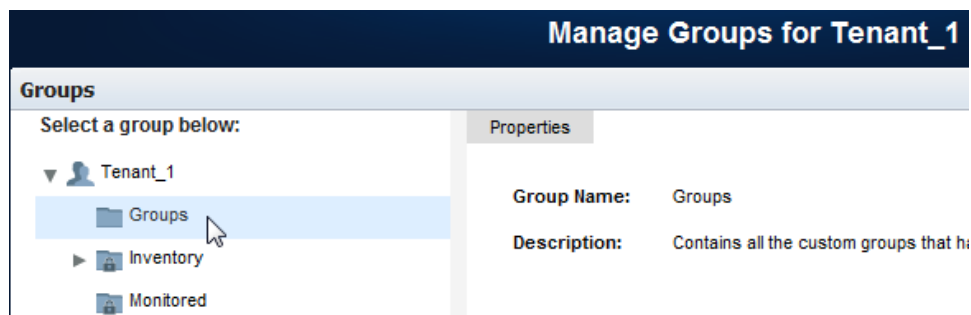 Manage Groups for Tenant_1
Groups
Select a group below:
Tenant_1
Groups
Inventory
Monitored
Properties
Group Name: Groups
Description: Contains all the custom groups that